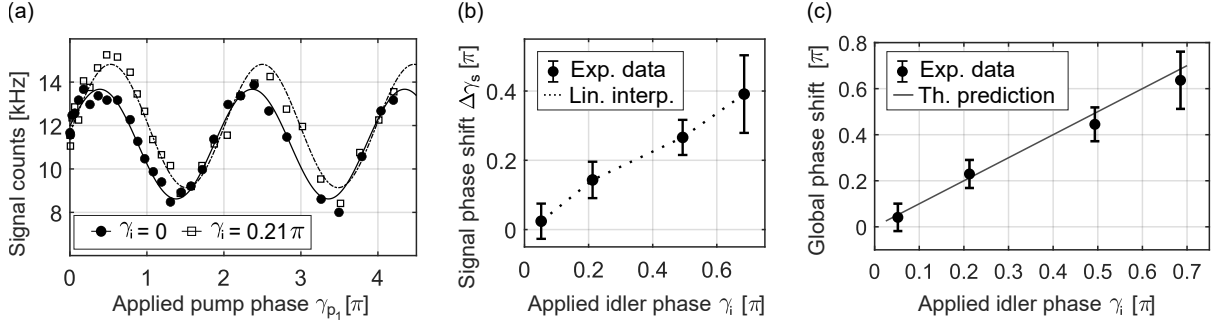 (a)
Signal counts [kHz]
16
14
12
10
8
γi = 0
γi = 0.21π
0
1
2
3
4
Applied pump phase γp1 [π]
(b)
Signal phase shift Δγs [π]
0.4
0.2
0
Exp. data
Lin. interp.
0
0.2
0.4
0.6
Applied idler phase γi [π]
(c)
Global phase shift [π]
0.8
0.6
0.4
0.2
0
Exp. data
Th. prediction
0
0.1
0.2
0.3
0.4
0.5
0.6
0.7
Applied idler phase γi [π]